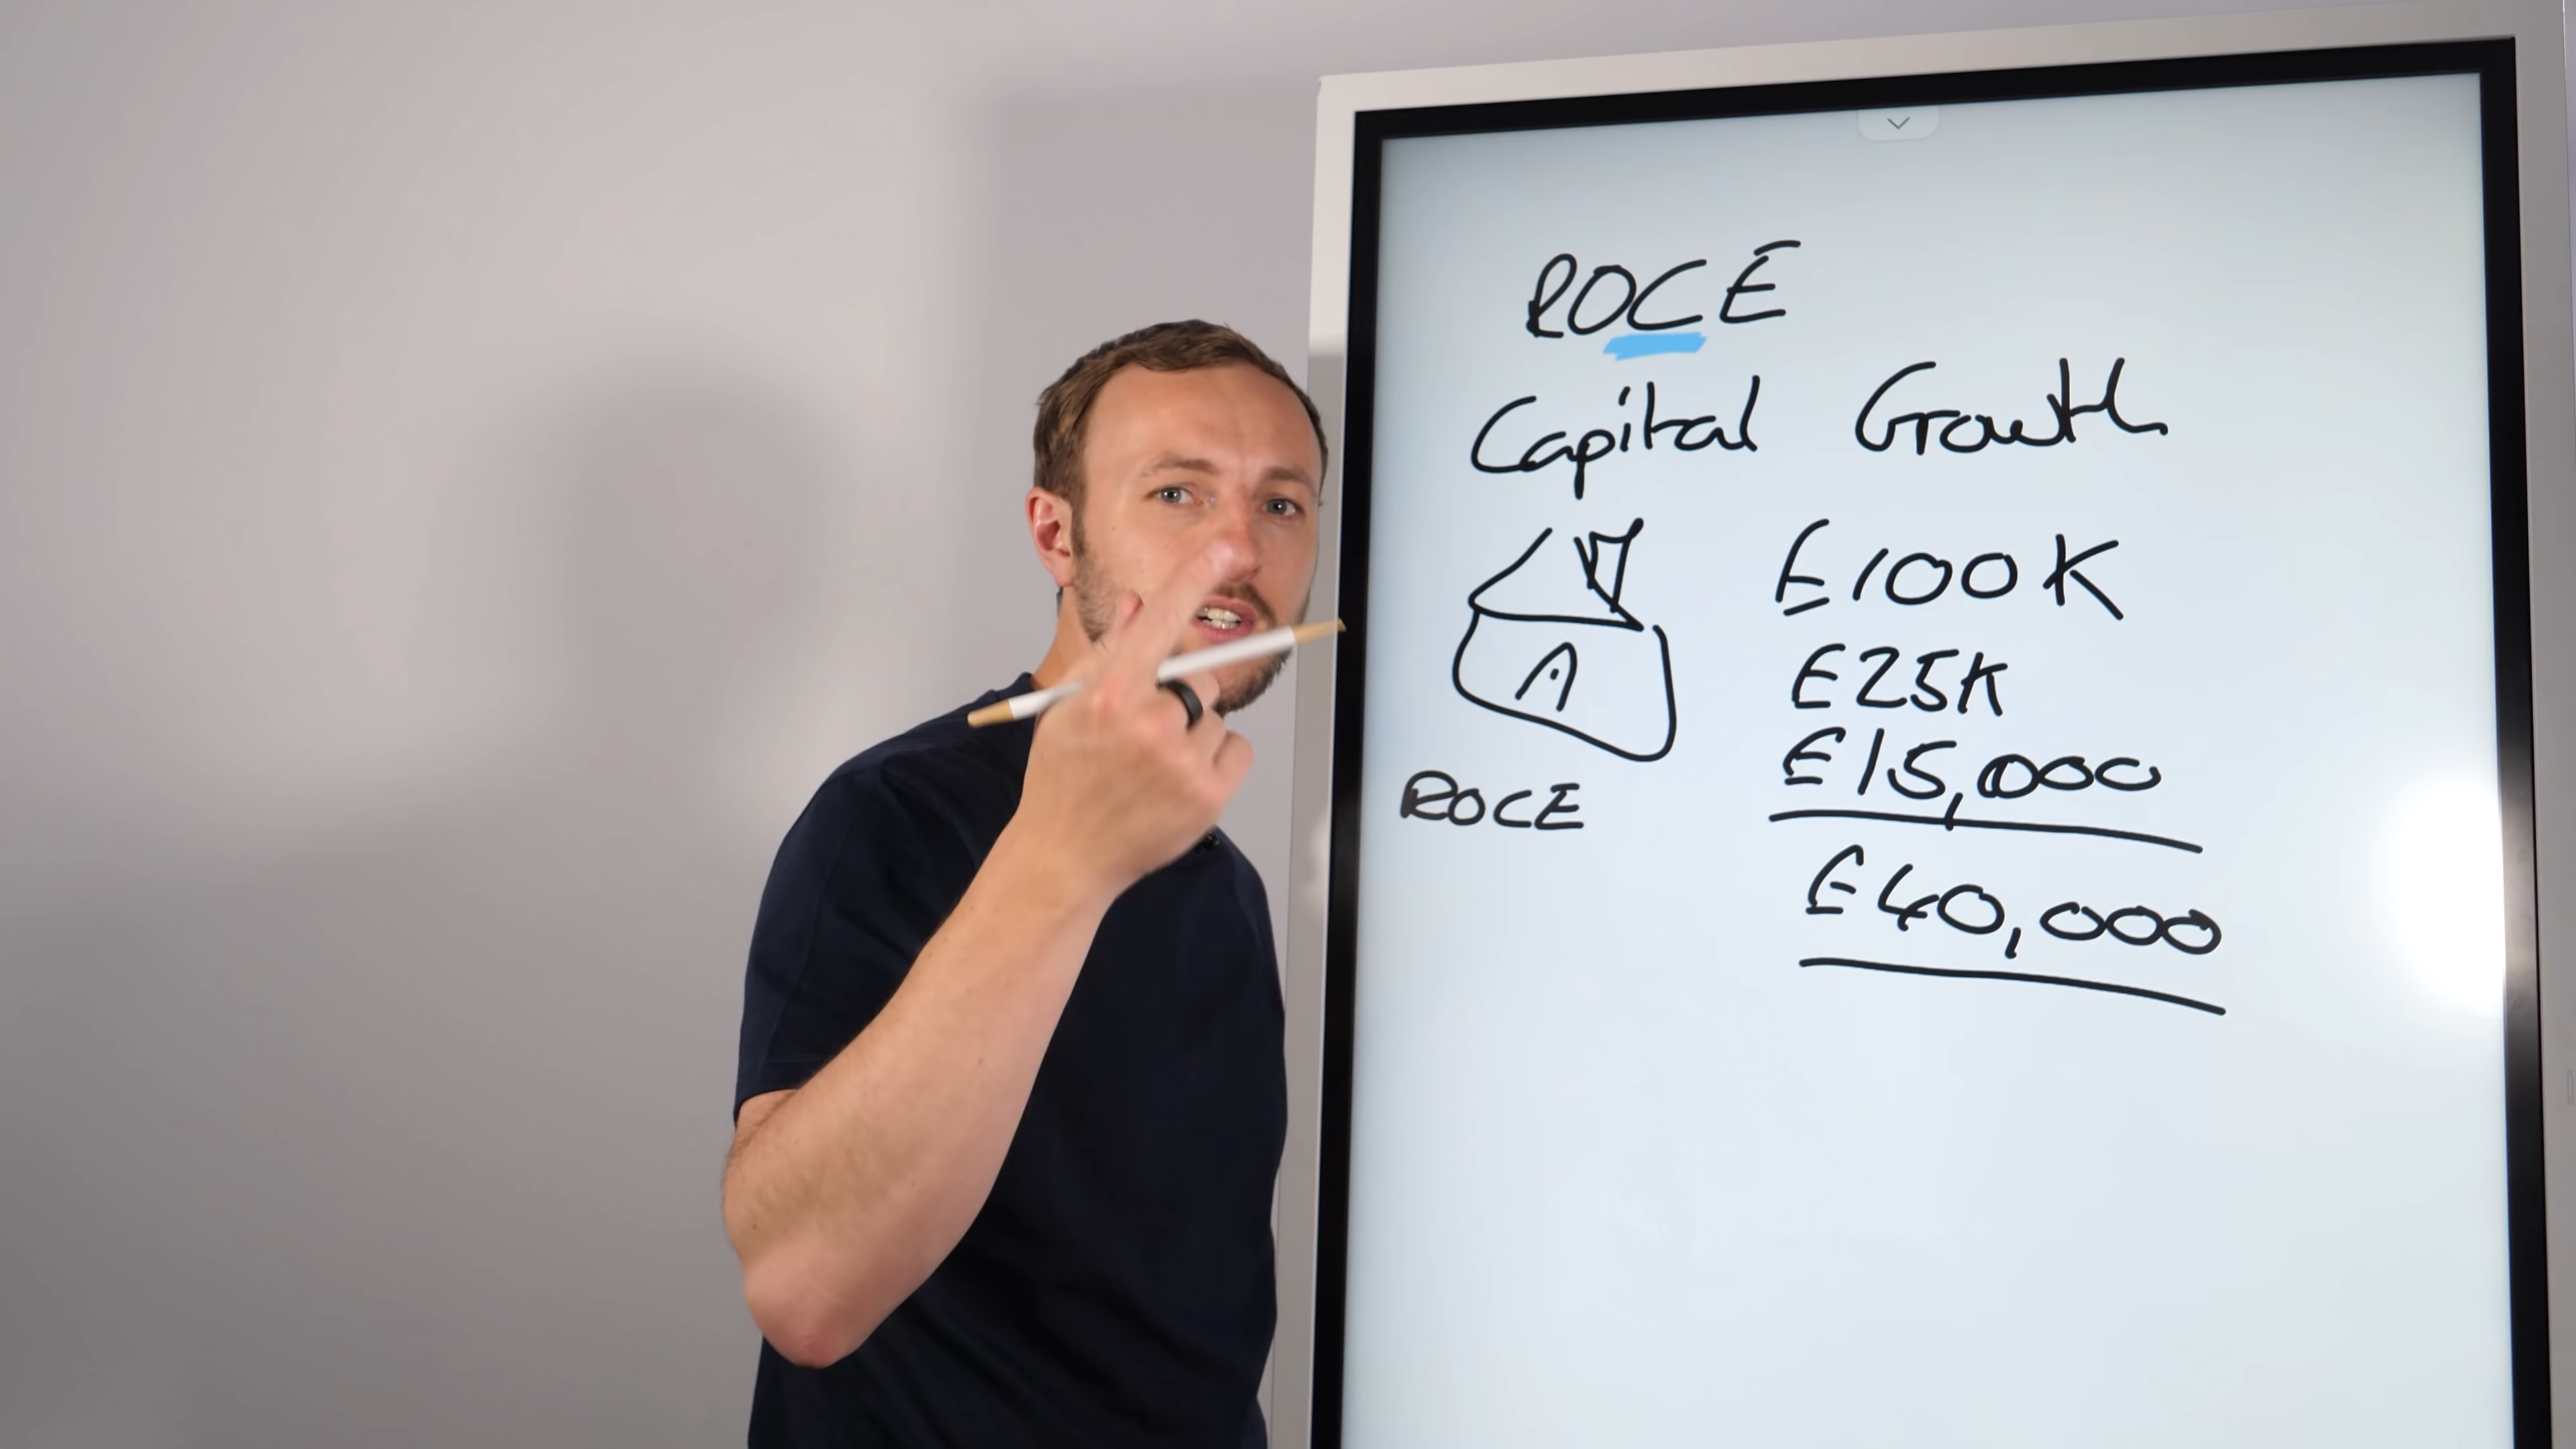 ROCE
Capital Growth
£100K
A
£25K
£15,000
ROCE
£40,000